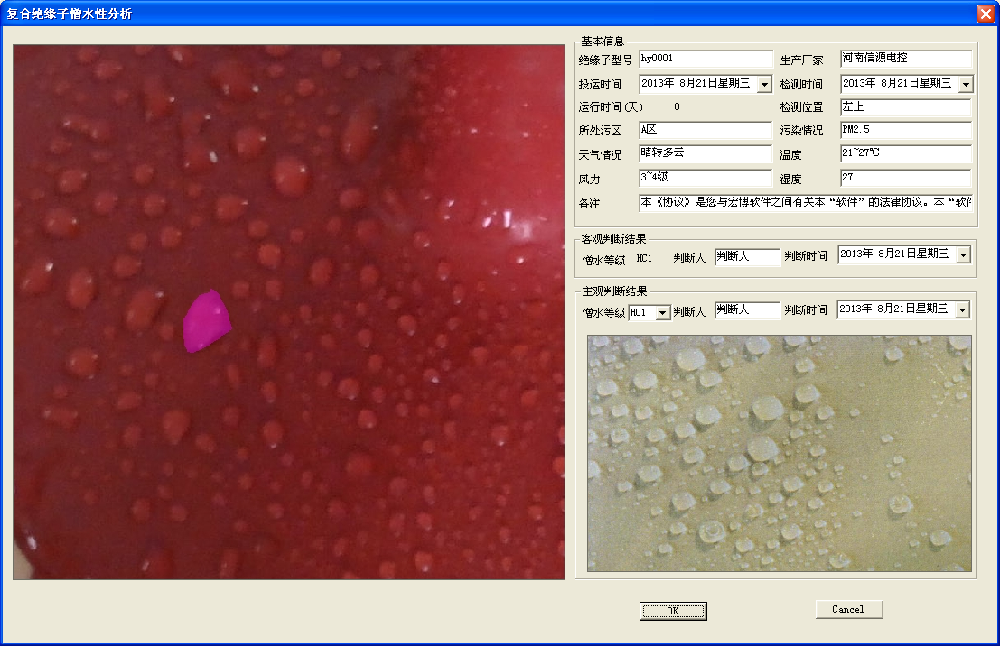 复合绝缘子憎水性分析
基本信息
绝缘子型号 hy0001 生产厂家 河南信源电控
投运时间 2013年 8月21日星期三 检测时间 2013年 8月21日星期三
运行时间(天) 0 检测位置 左上
所处污区 A区 污染情况 PM2.5
天气情况 晴转多云 温度 21~27℃
风力 3~4级 湿度 27
备注 本《协议》是您与宏博软件之间有关本“软件”的法律协议。本“软件
客观判断结果
憎水等级 HC1 判断人 判断人 判断时间 2013年 8月21日星期三
主观判断结果
憎水等级 HC1 判断人 判断人 判断时间 2013年 8月21日星期三
OK Cancel